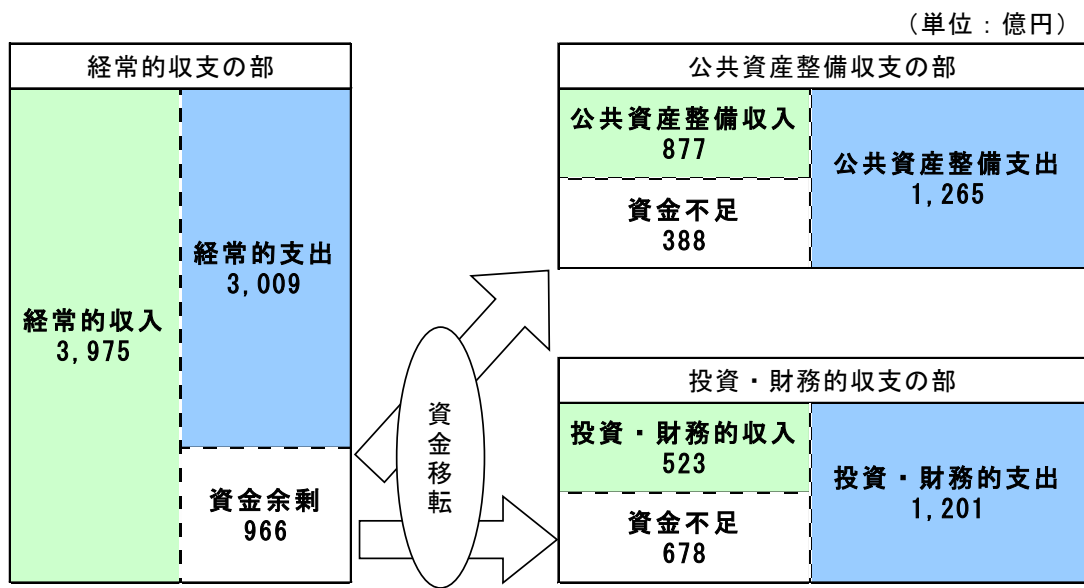 （単位：億円）
経常的収支の部
経常的収入
3,975
経常的支出
3,009
資金余剰
966
資金移転
公共資産整備収支の部
公共資産整備収入
877
資金不足
388
公共資産整備支出
1,265
投資・財務的収支の部
投資・財務的収入
523
資金不足
678
投資・財務的支出
1,201